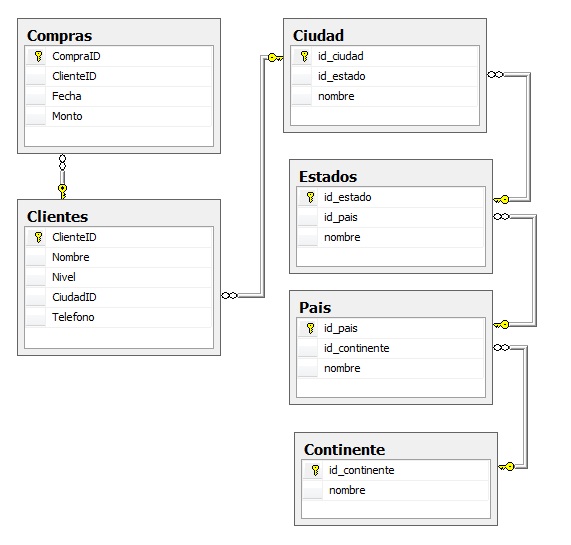 Compras
CompraID
ClienteID
Fecha
Monto
Clientes
ClienteID
Nombre
Nivel
CiudadID
Telefono
Ciudad
id_ciudad
id_estado
nombre
Estados
id_estado
id_pais
nombre
Pais
id_pais
id_continente
nombre
Continente
id_continente
nombre